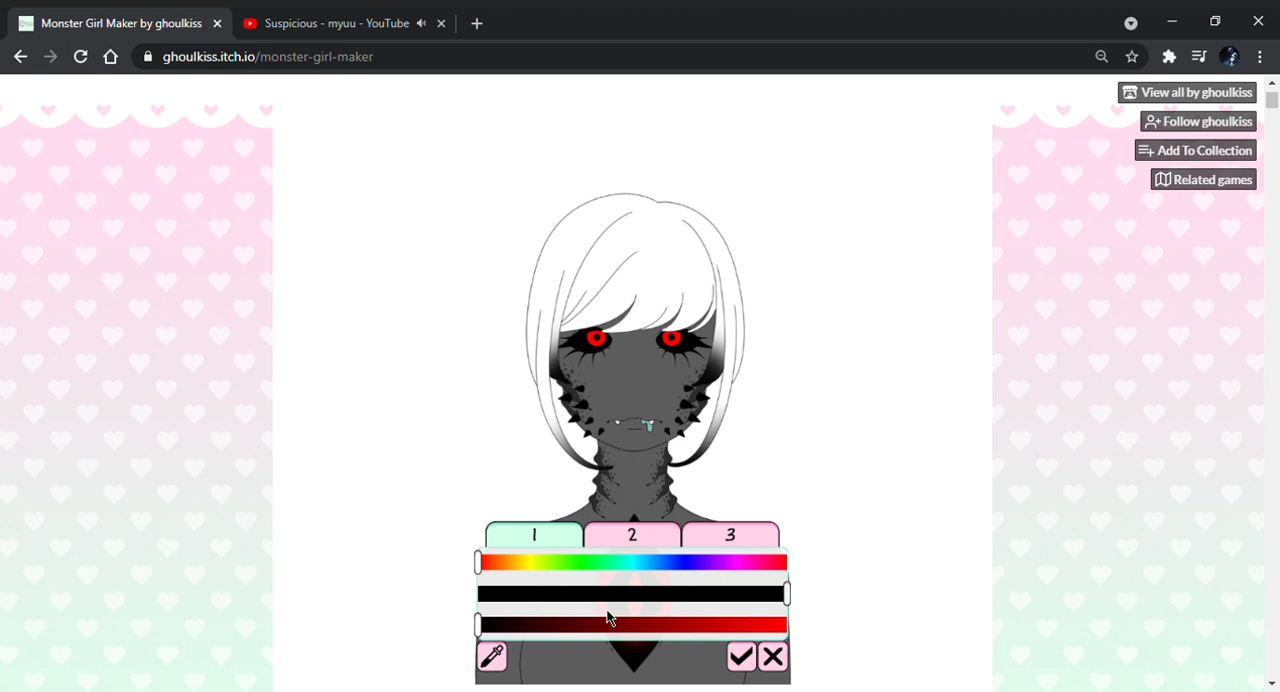 Monster Girl Maker by ghoulkiss
Suspicious - myuu - YouTube
ghoulkiss.itch.io/monster-girl-maker
View all by ghoulkiss
Follow ghoulkiss
Add To Collection
Related games
1 2 3